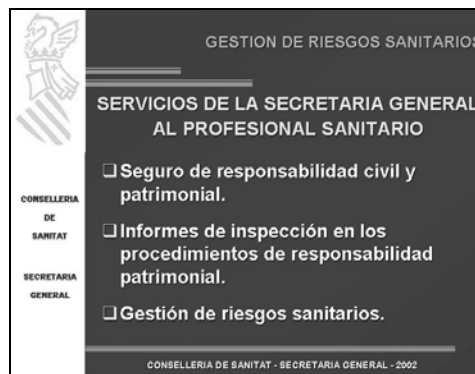 GESTION DE RIESGOS SANITARIOS
SERVICIOS DE LA SECRETARIA GENERAL
AL PROFESIONAL SANITARIO
❑Seguro de responsabilidad civil y
patrimonial.
❑Informes de inspección en los
procedimientos de responsabilidad
patrimonial.
❑Gestión de riesgos sanitarios.
CONSELLERIA
DE
SANITAT
SECRETARIA
GENERAL
CONSELLERIA DE SANITAT - SECRETARIA GENERAL - 2002